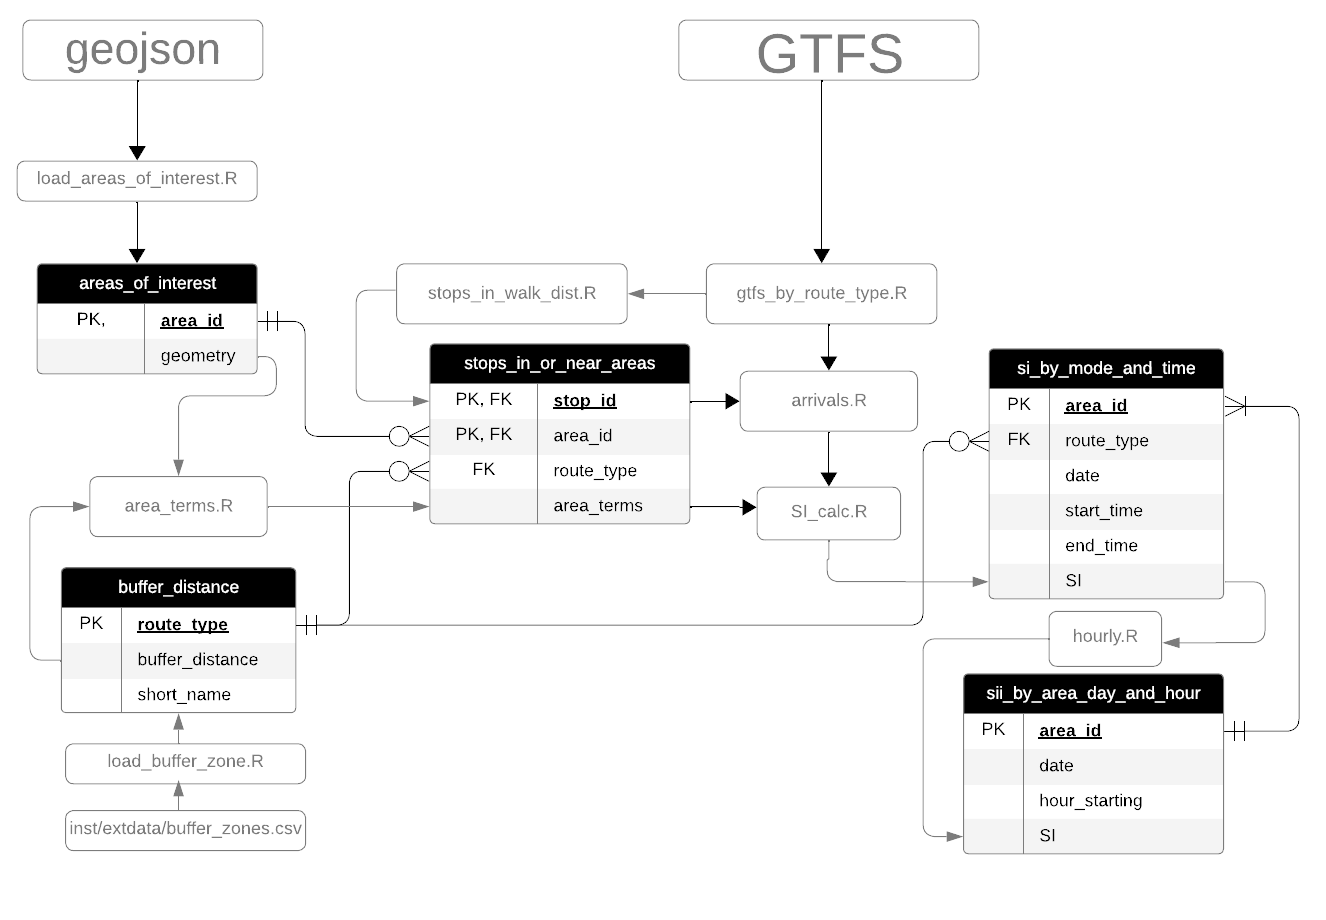 geojson
GTFS
load_areas_of_interest.R
areas_of_interest
PK, area_id
geometry
stops_in_walk_dist.R
gtfs_by_route_type.R
stops_in_or_near_areas
PK, FK stop_id
PK, FK area_id
FK route_type
area_terms
arrivals.R
SI_calc.R
si_by_mode_and_time
PK area_id
FK route_type
date
start_time
end_time
SI
area_terms.R
buffer_distance
PK route_type
buffer_distance
short_name
hourly.R
sii_by_area_day_and_hour
PK area_id
date
hour_starting
SI
load_buffer_zone.R
inst/extdata/buffer_zones.csv